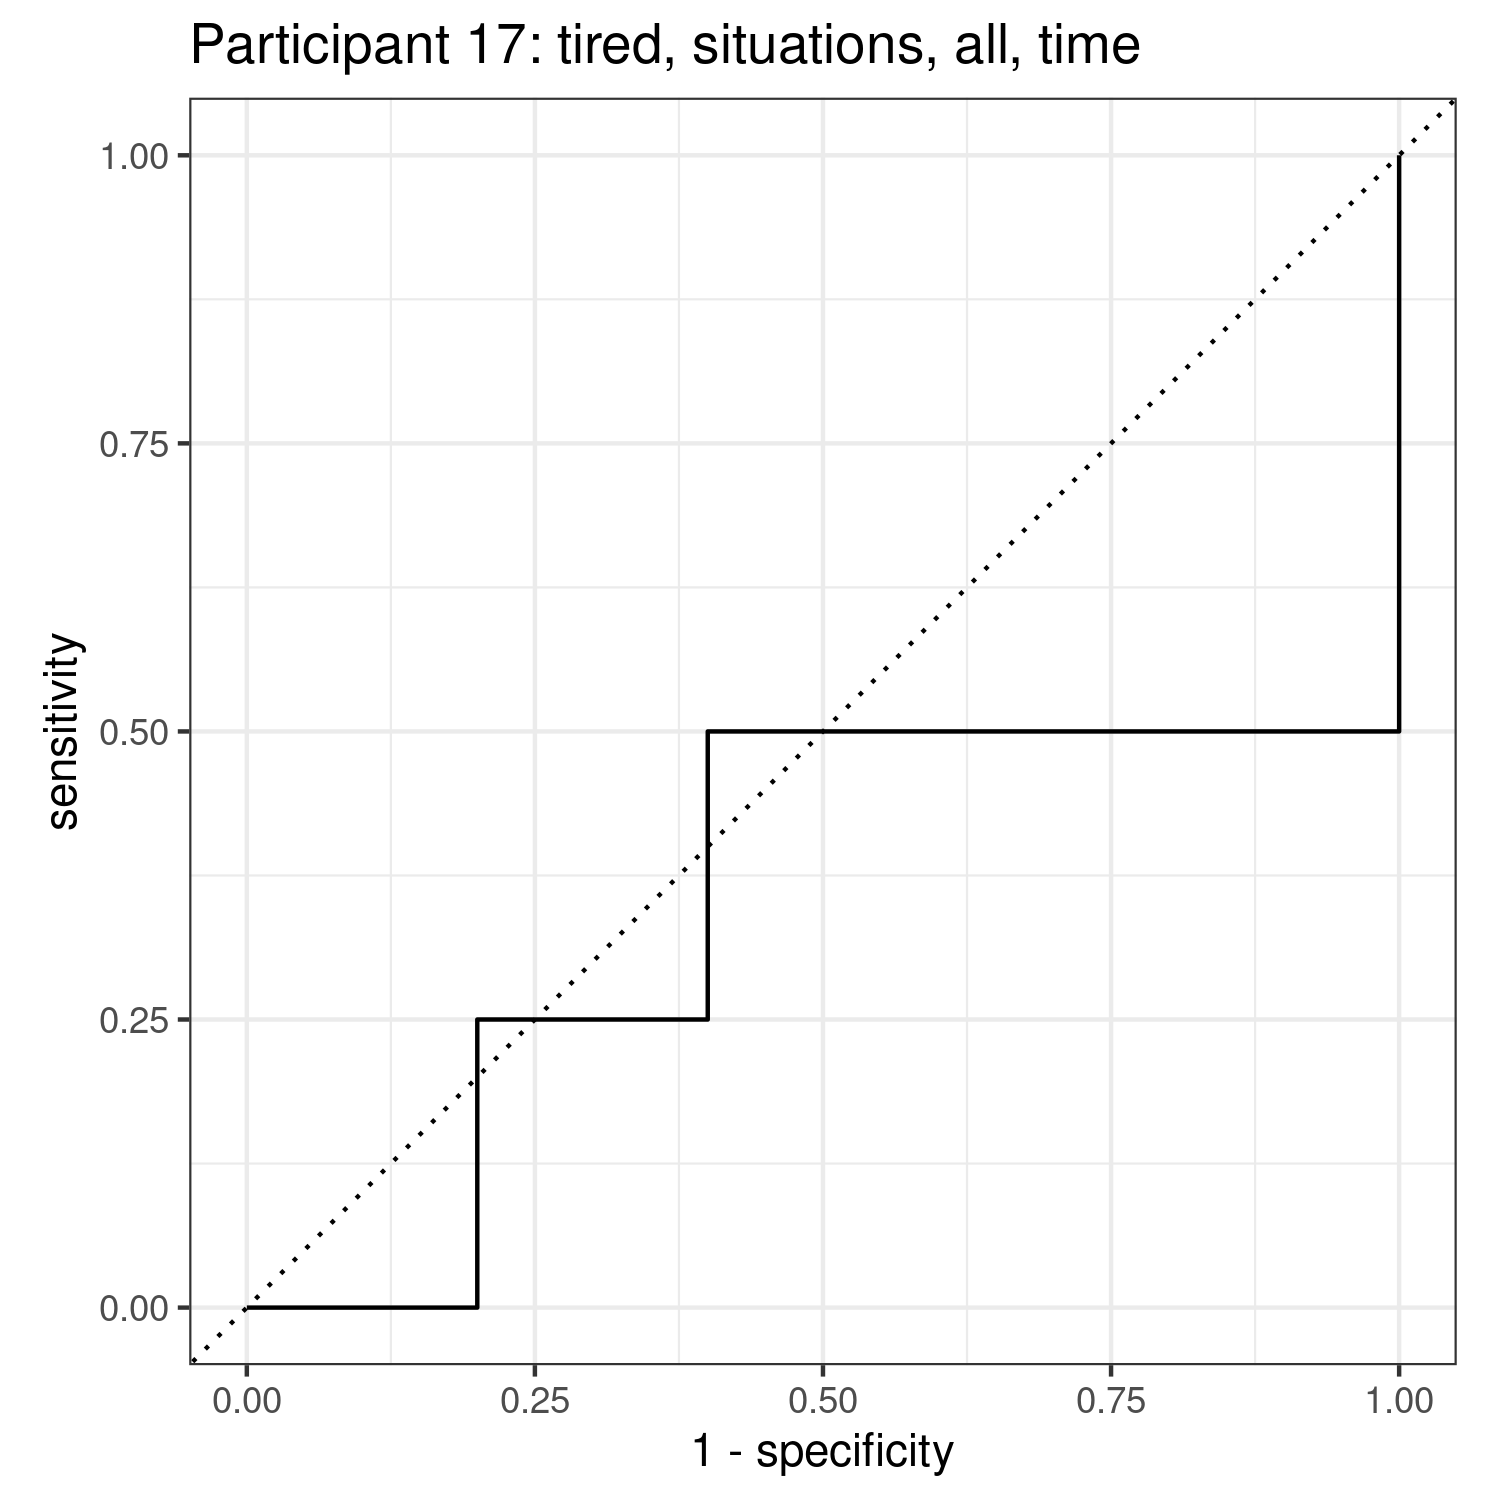 Participant 17: tired, situations, all, time
1.00
0.75
0.50
0.25
0.00
sensitivity
0.00 0.25 0.50 0.75 1.00
1 - specificity